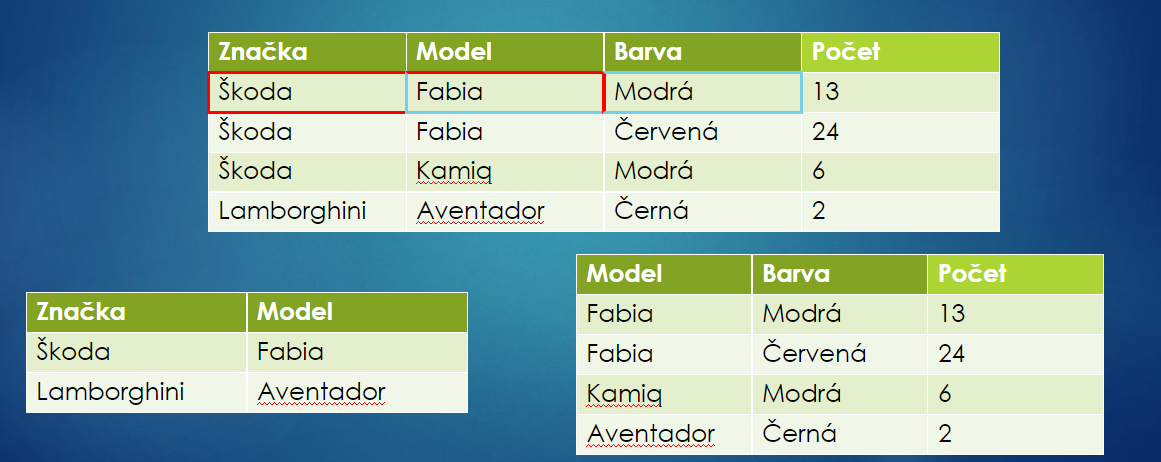 Značka Model Barva Počet
Škoda Fabia Modrá 13
Škoda Fabia Červená 24
Škoda Kamiq Modrá 6
Lamborghini Aventador Černá 2
Značka Model
Škoda Fabia
Lamborghini Aventador
Model Barva Počet
Fabia Modrá 13
Fabia Červená 24
Kamiq Modrá 6
Aventador Černá 2